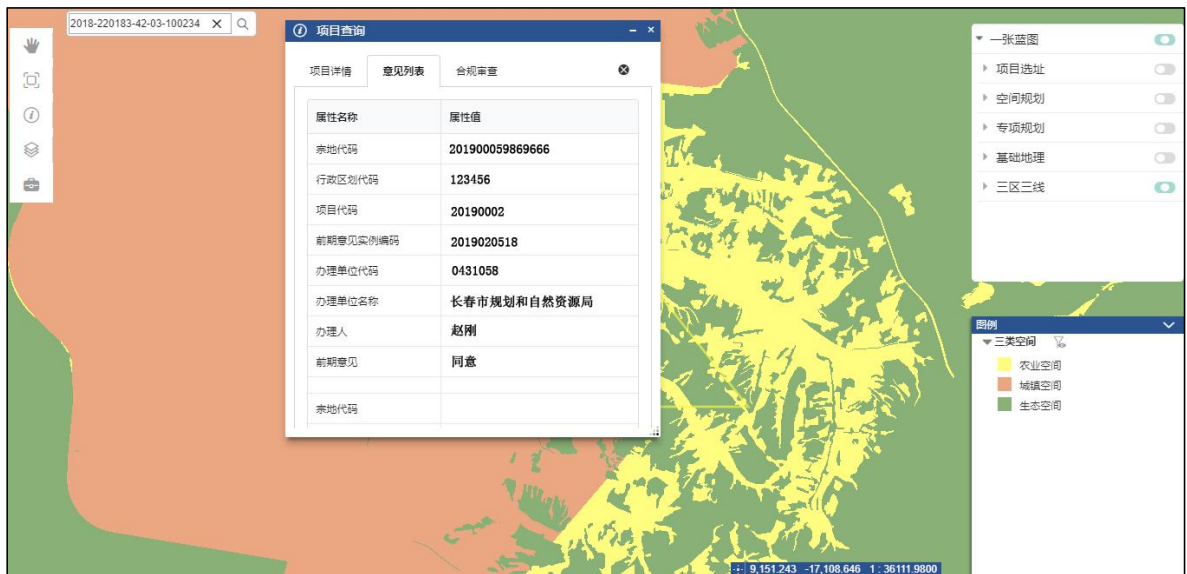 2018-220183-42-03-100234
项目查询
项目详情 意见列表 合规审查
属性名称 属性值
宗地代码 201900059869666
行政区划代码 123456
项目代码 20190002
前期意见实例编码 2019020518
办理单位代码 0431058
办理单位名称 长春市规划和自然资源局
办理人 赵刚
前期意见 同意
宗地代码
一张蓝图
项目选址
空间规划
专项规划
基础地理
三区三线
图例
三类空间
农业空间
城镇空间
生态空间
9,151.243 -17,108.646 1 : 36111.9800